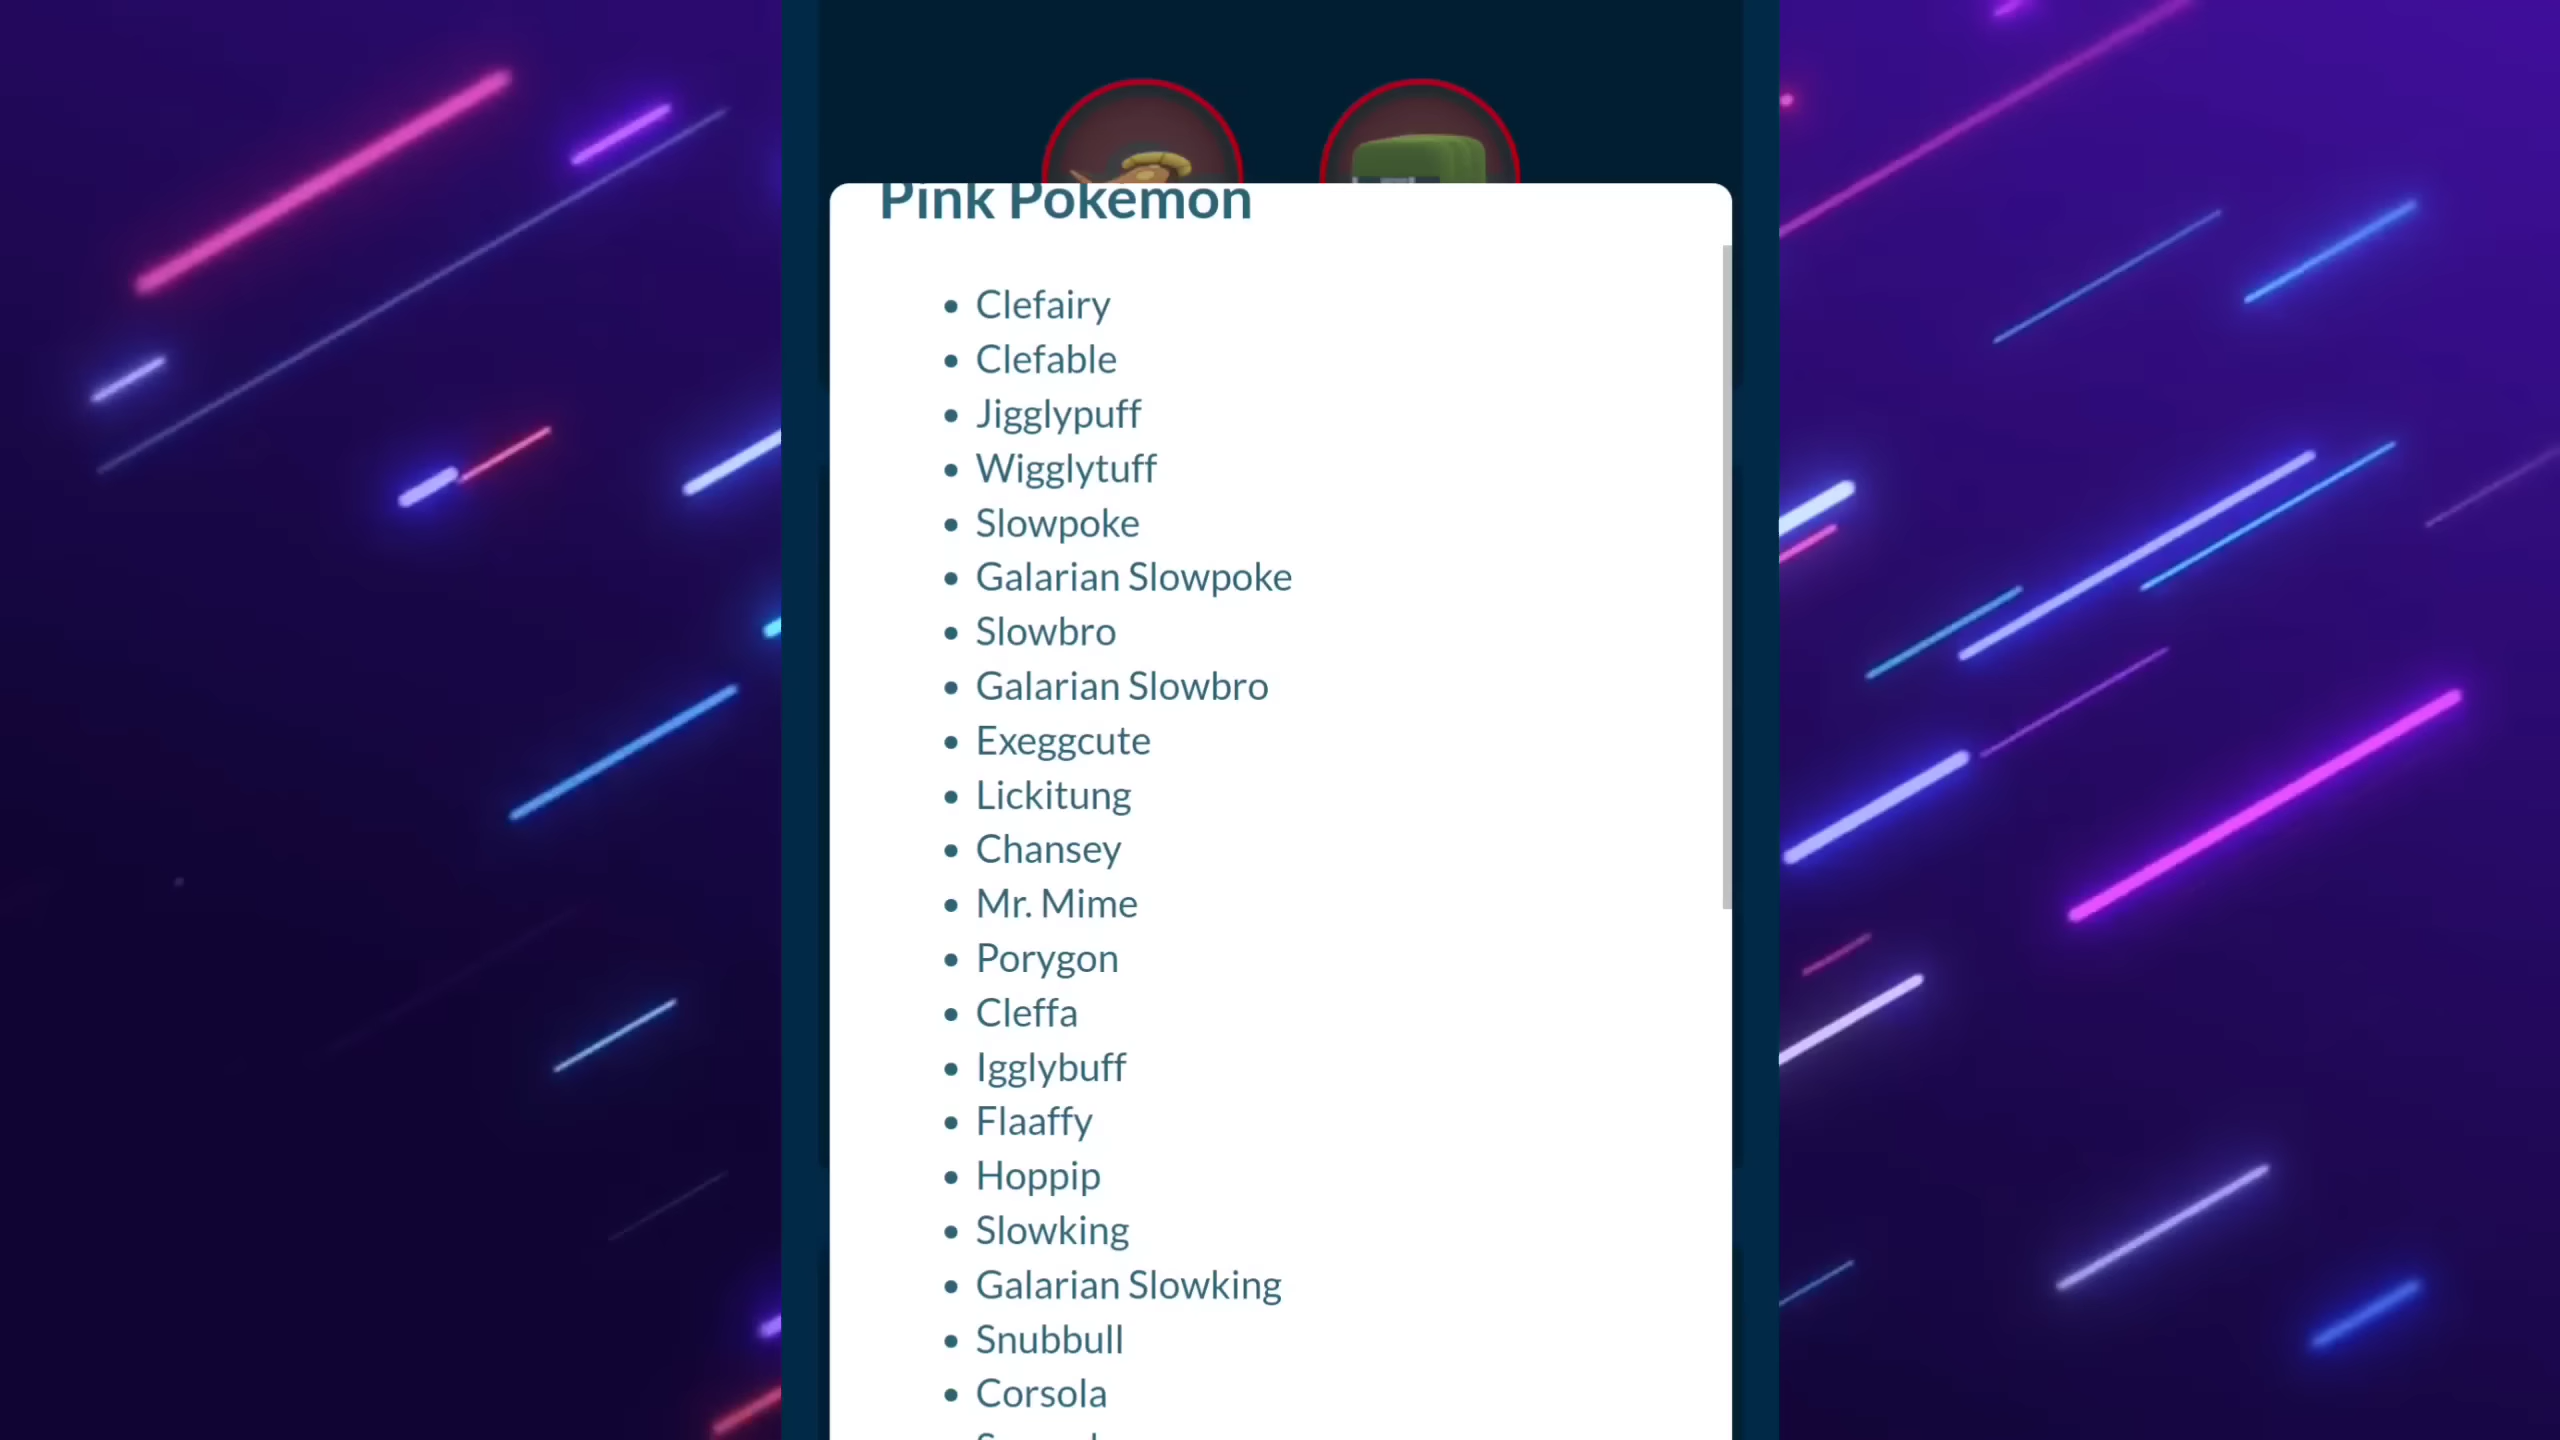 Pink Pokemon
• Clefairy
• Clefable
• Jigglypuff
• Wigglytuff
• Slowpoke
• Galarian Slowpoke
• Slowbro
• Galarian Slowbro
• Exeggcute
• Lickitung
• Chansey
• Mr. Mime
• Porygon
• Cleffa
• Igglybuff
• Flaaffy
• Hoppip
• Slowking
• Galarian Slowking
• Snubbull
• Corsola